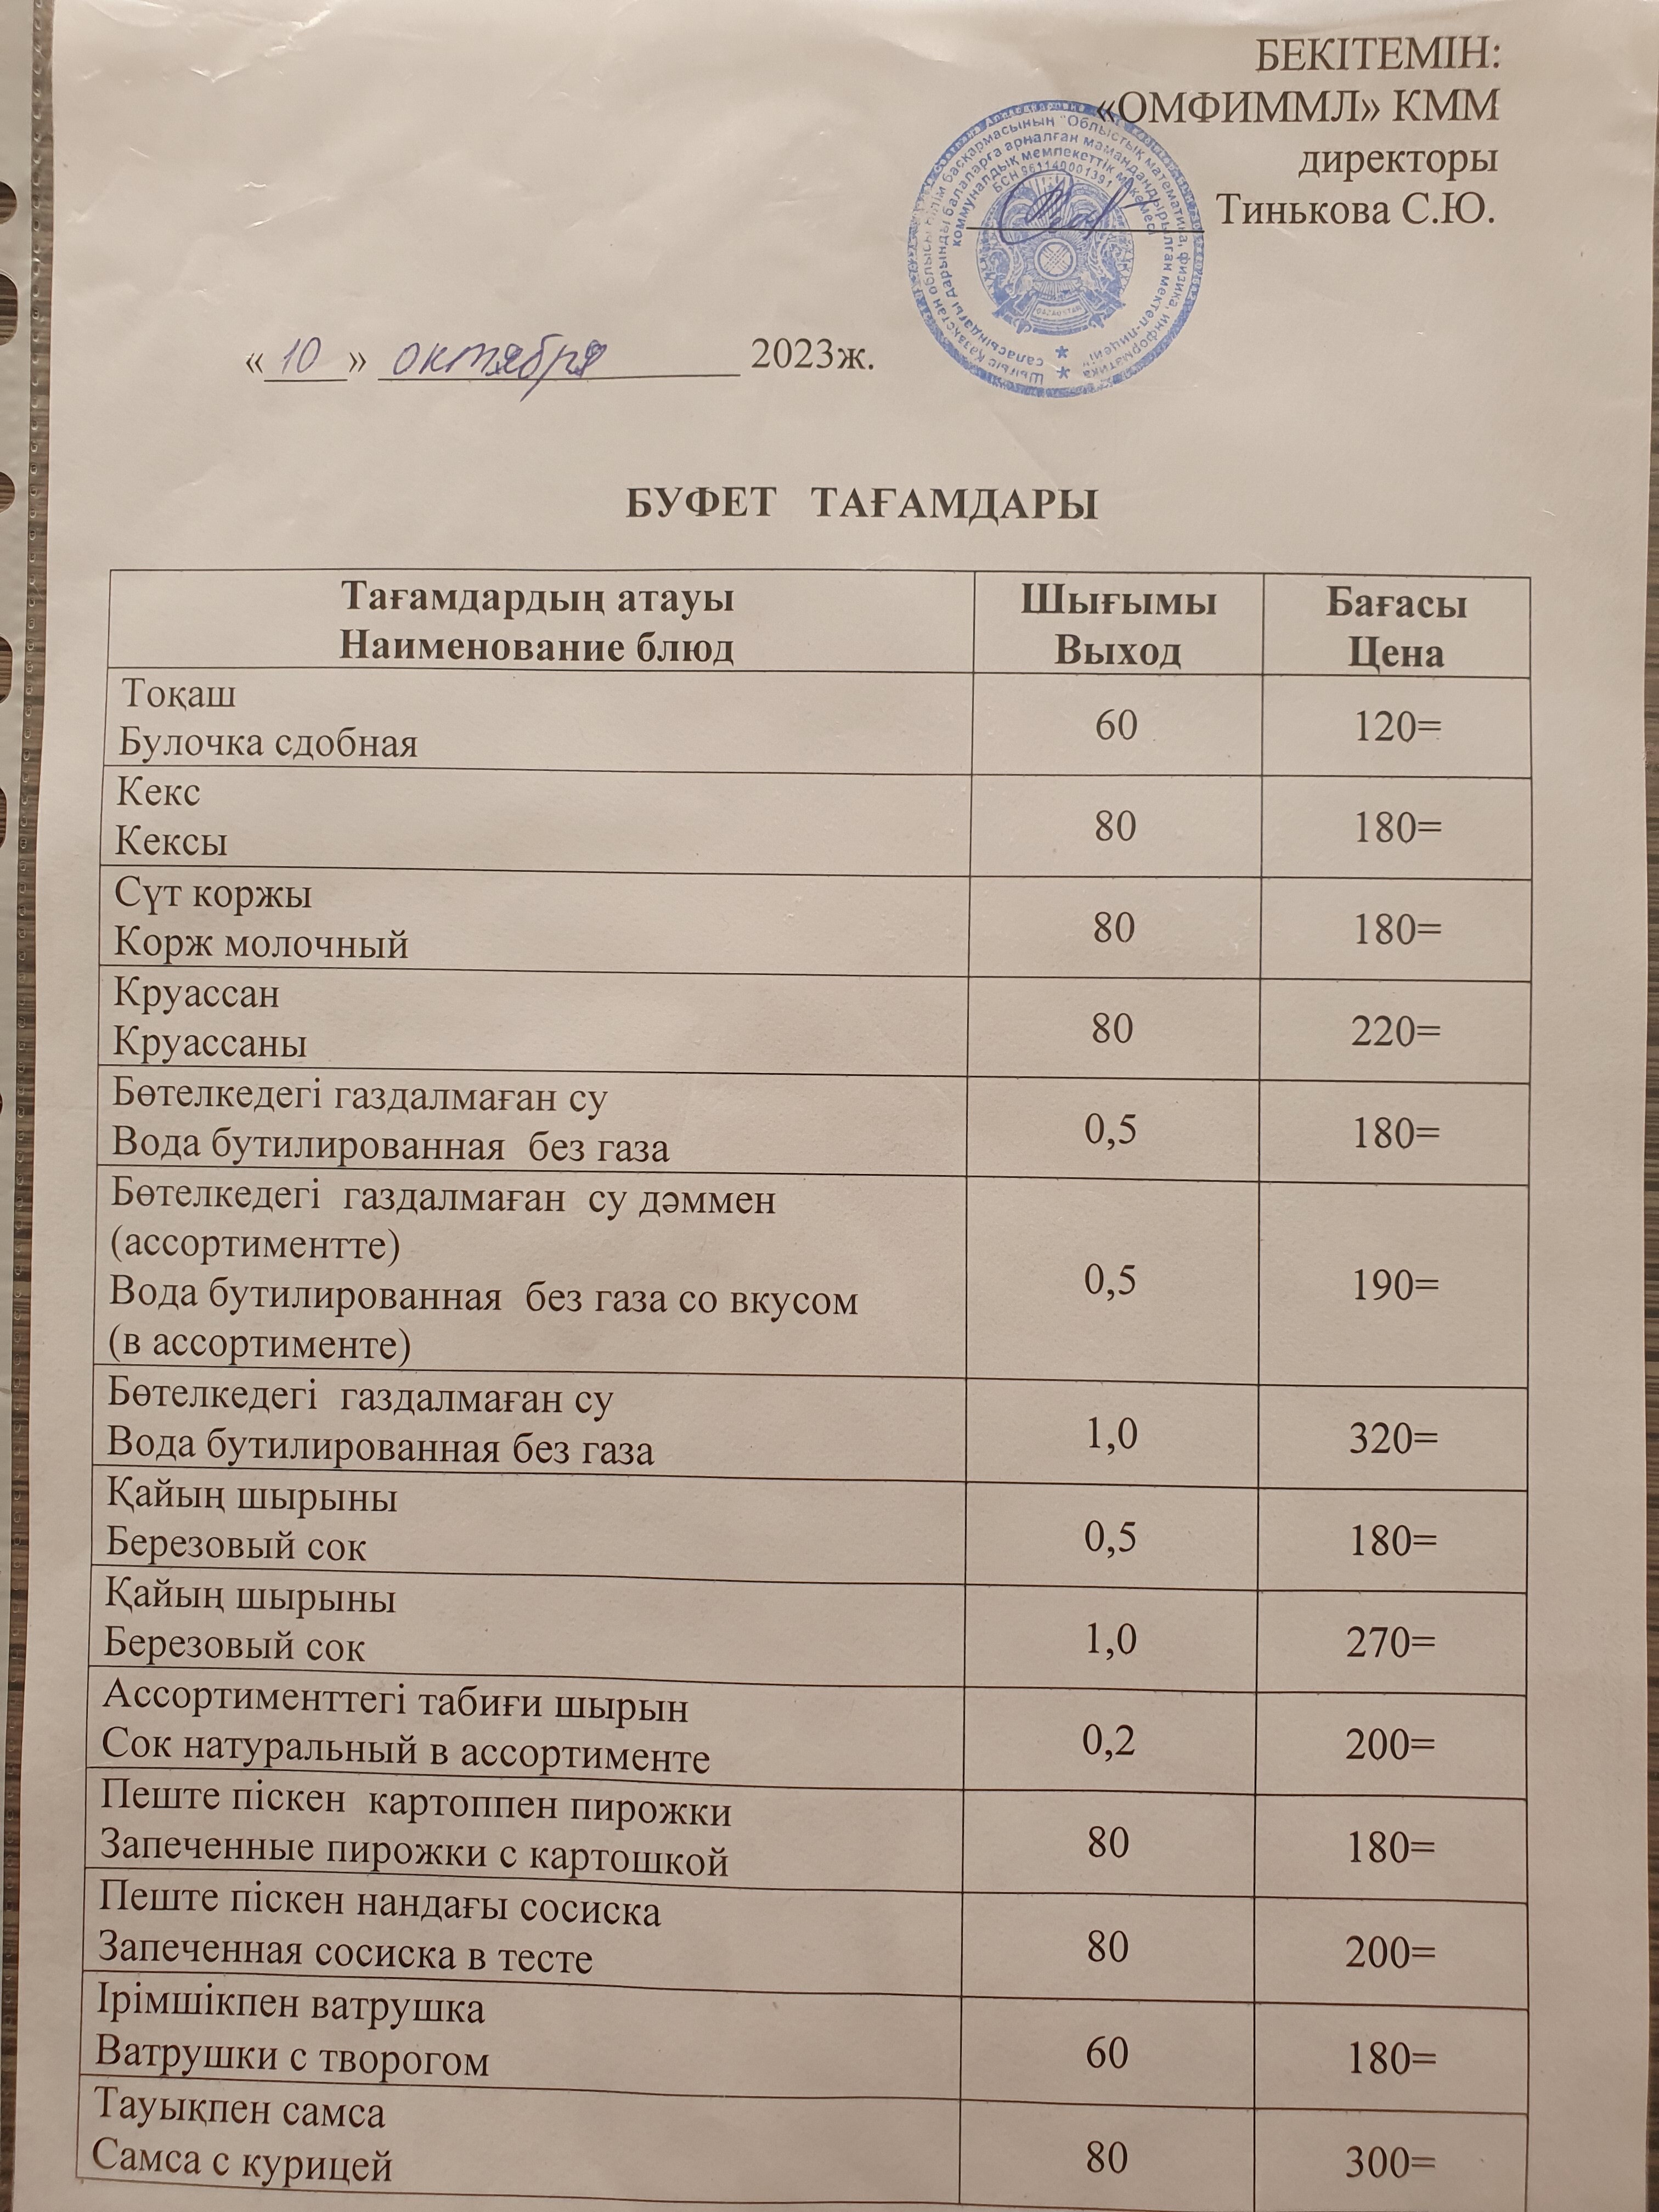 БЕКІТЕМІН:
«ОМФИММЛ» КММ
директоры
Тинькова С.Ю.
БСН 961140001391
«10» октября 2023ж.
БУФЕТ ТАҒАМДАРЫ
Тағамдардың атауы
Наименование блюд
Шығымы
Выход
Бағасы
Цена
Тоқаш
Булочка сдобная
60
120=
Кекс
Кексы
80
180=
Сүт коржы
Корж молочный
80
180=
Круассан
Круассаны
80
220=
Бөтелкедегі газдалмаған су
Вода бутилированная без газа
0,5
180=
Бөтелкедегі газдалмаған су дәммен
(ассортиментте)
Вода бутилированная без газа со вкусом
(в ассортименте)
0,5
190=
Бөтелкедегі газдалмаған су
Вода бутилированная без газа
1,0
320=
Қайың шырыны
Березовый сок
0,5
180=
Қайың шырыны
Березовый сок
1,0
270=
Ассортименттегі табиғи шырын
Сок натуральный в ассортименте
0,2
200=
Пеште піскен картоппен пирожки
Запеченные пирожки с картошкой
80
180=
Пеште піскен нандағы сосиска
Запеченная сосиска в тесте
80
200=
Ірімшікпен ватрушка
Ватрушки с творогом
60
180=
Тауықпен самса
Самса с курицей
80
300=